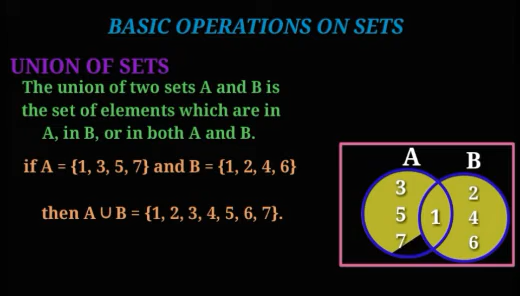 BASIC OPERATIONS ON SETS
UNION OF SETS
The union of two sets A and B is
the set of elements which are in
A, in B, or in both A and B.
if A = {1, 3, 5, 7} and B = {1, 2, 4, 6}
then A ∪ B = {1, 2, 3, 4, 5, 6, 7}.
A B
3 2
5 1 4
7 6